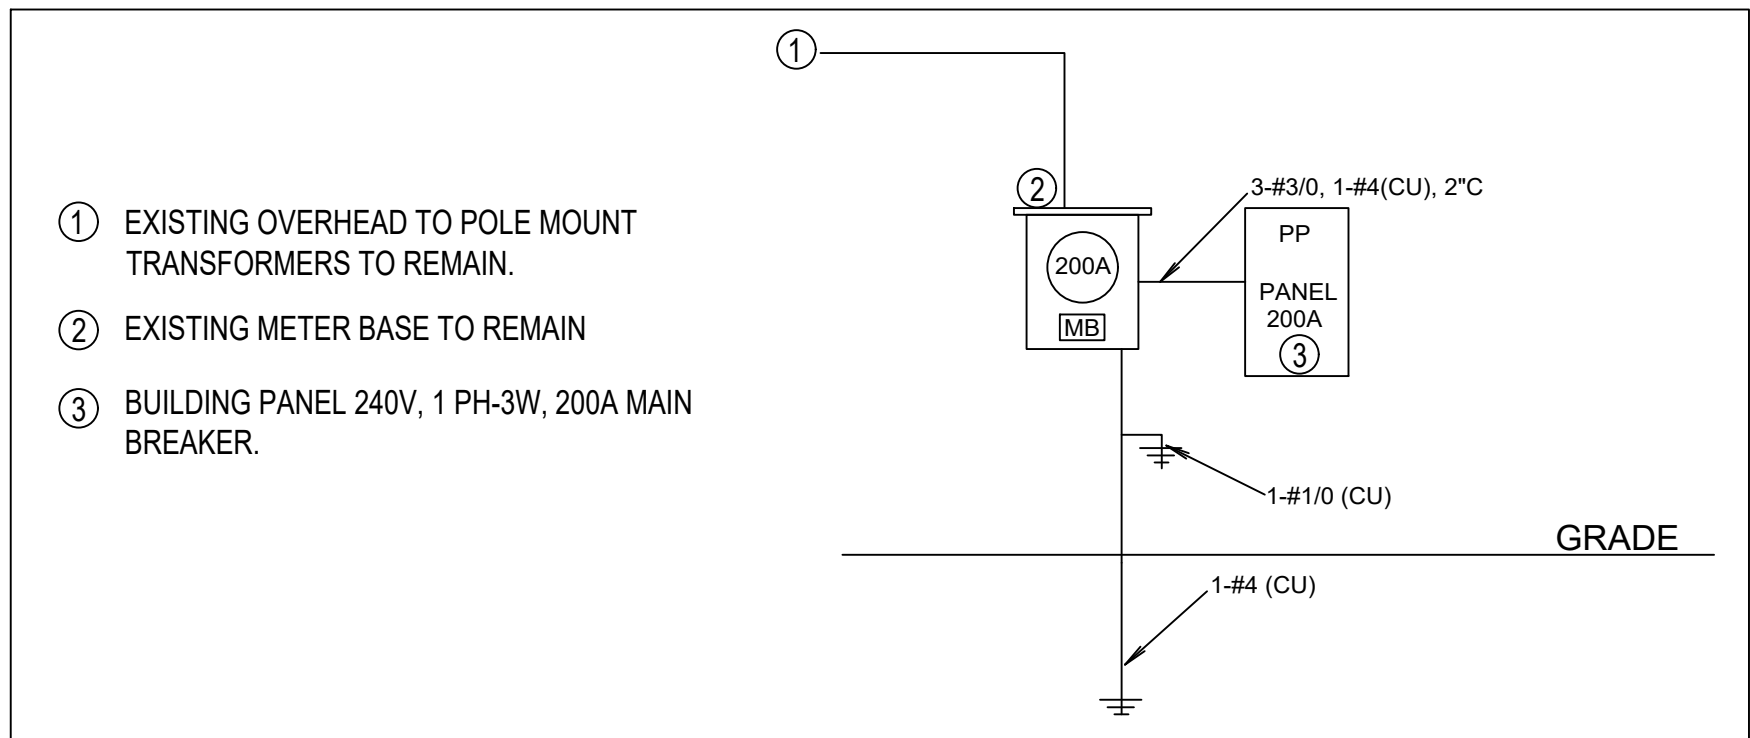 1 EXISTING OVERHEAD TO POLE MOUNT
TRANSFORMERS TO REMAIN.
2 EXISTING METER BASE TO REMAIN
3 BUILDING PANEL 240V, 1 PH-3W, 200A MAIN
BREAKER.
1
2
200A
MB
3-#3/0, 1-#4(CU), 2"C
PP
PANEL
200A
3
1-#1/0 (CU)
GRADE
1-#4 (CU)